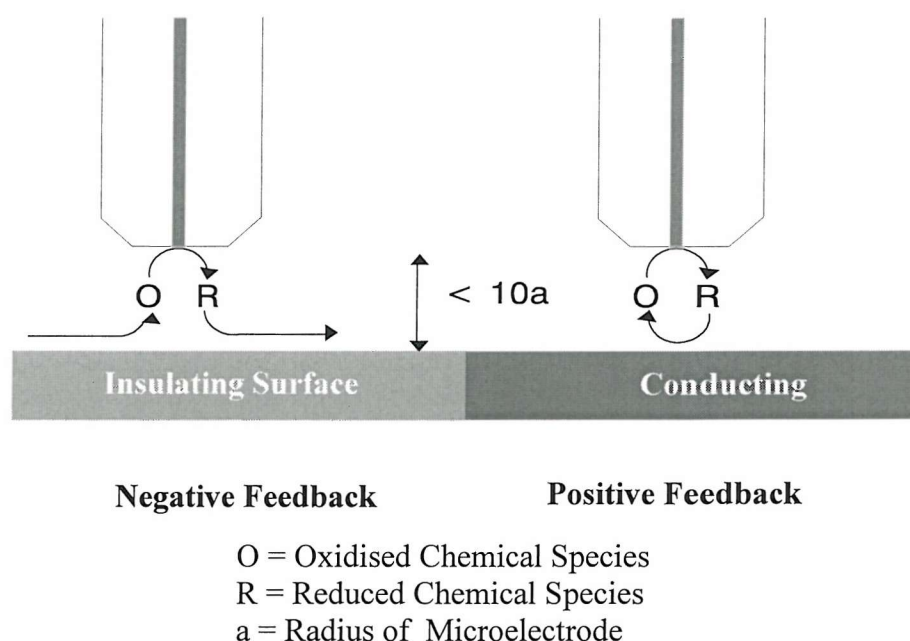 O R
< 10a
O R
Insulating Surface
Conducting
Negative Feedback
Positive Feedback
O = Oxidised Chemical Species
R = Reduced Chemical Species
a = Radius of Microelectrode